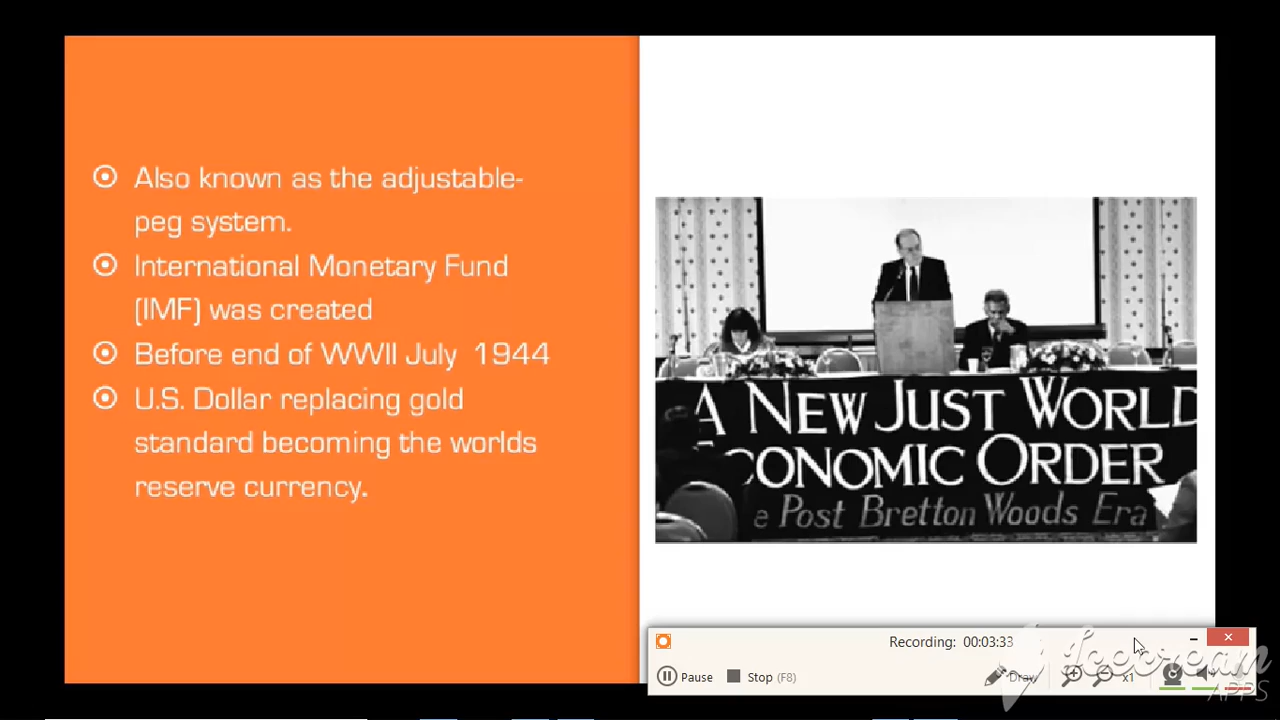 Also known as the adjustable-
peg system.
International Monetary Fund
(IMF) was created
Before end of WWII July 1944
U.S. Dollar replacing gold
standard becoming the worlds
reserve currency.
A NEW JUST WORLD
CONOMIC ORDER
e Post Bretton Woods Era
Recording: 00:03:33
Pause Stop (F8) Draw x1
Icecream
APPS